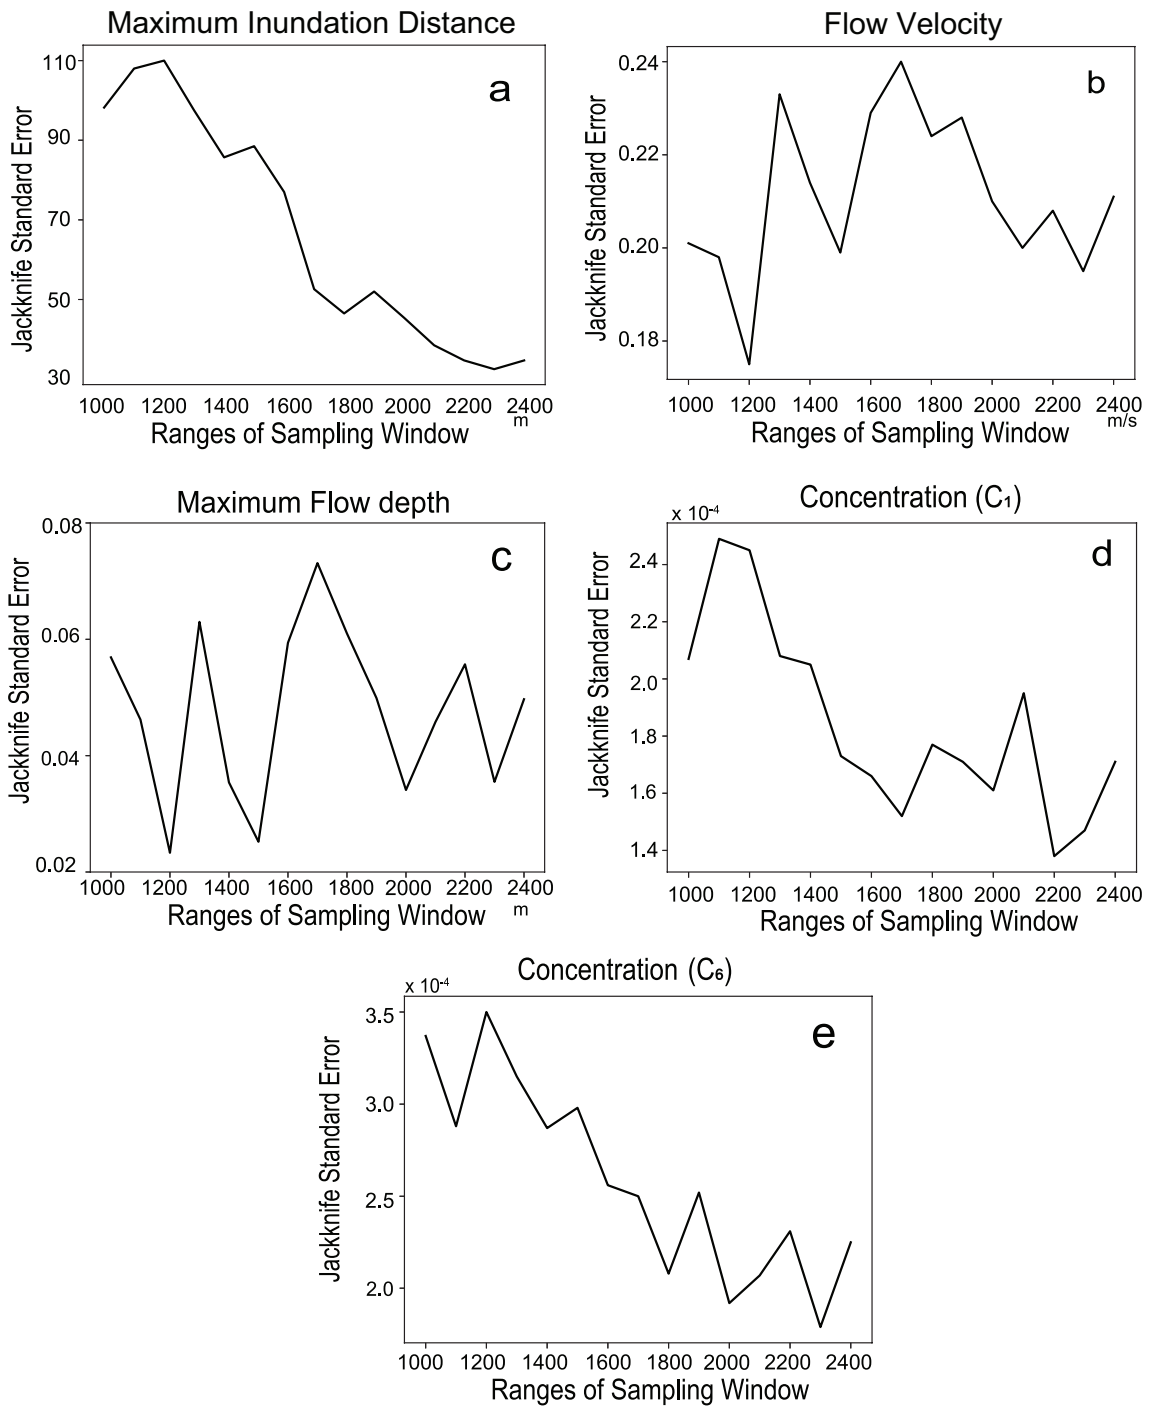 Maximum Inundation Distance
a
Jackknife Standard Error
110
90
70
50
30
1000 1200 1400 1600 1800 2000 2200 2400
m
Ranges of Sampling Window
Flow Velocity
b
Jackknife Standard Error
0.24
0.22
0.20
0.18
1000 1200 1400 1600 1800 2000 2200 2400
m/s
Ranges of Sampling Window
Maximum Flow depth
c
Jackknife Standard Error
0.08
0.06
0.04
0.02
1000 1200 1400 1600 1800 2000 2200 2400
Ranges of Sampling Window m
Concentration (C₁)
x 10⁻⁴
d
Jackknife Standard Error
2.4
2.2
2.0
1.8
1.6
1.4
1000 1200 1400 1600 1800 2000 2200 2400
Ranges of Sampling Window
Concentration (C₆)
x 10⁻⁴
e
Jackknife Standard Error
3.5
3.0
2.5
2.0
1000 1200 1400 1600 1800 2000 2200 2400
Ranges of Sampling Window